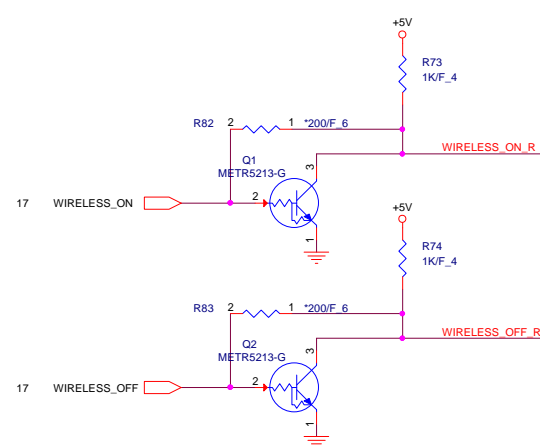 +5V
R73
1K/F_4
R82 2 1 *200/F_6
WIRELESS_ON_R
Q1
METR5213-G
3
2
17 WIRELESS_ON
1
+5V
R74
1K/F_4
R83 2 1 *200/F_6
WIRELESS_OFF_R
Q2
METR5213-G
3
2
17 WIRELESS_OFF
1